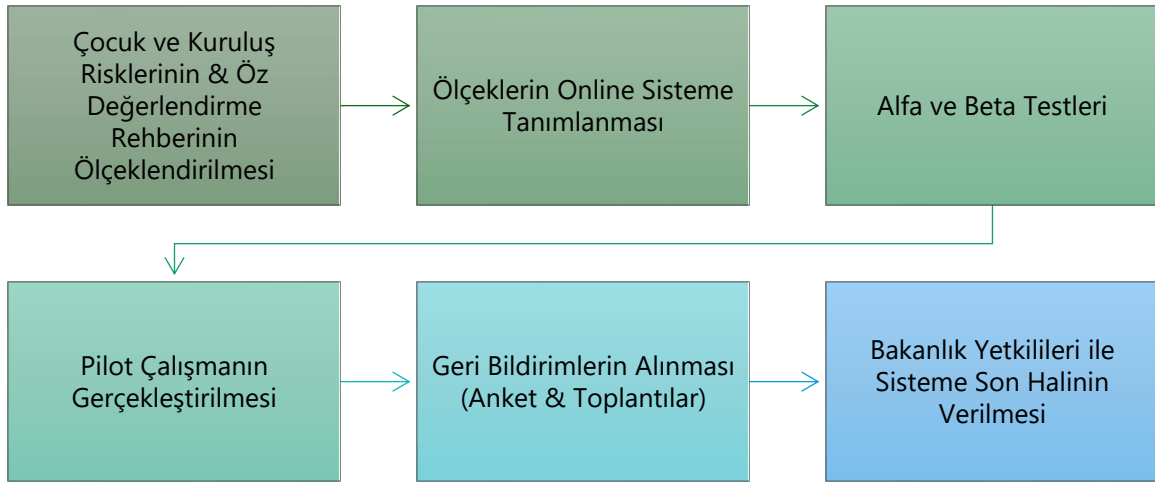 Çocuk ve Kuruluş
Risklerinin & Öz
Değerlendirme
Rehberinin
Ölçeklendirilmesi
Ölçeklerin Online Sisteme
Tanımlanması
Alfa ve Beta Testleri
Pilot Çalışmanın
Gerçekleştirilmesi
Geri Bildirimlerin Alınması
(Anket & Toplantılar)
Bakanlık Yetkilileri ile
Sisteme Son Halinin
Verilmesi